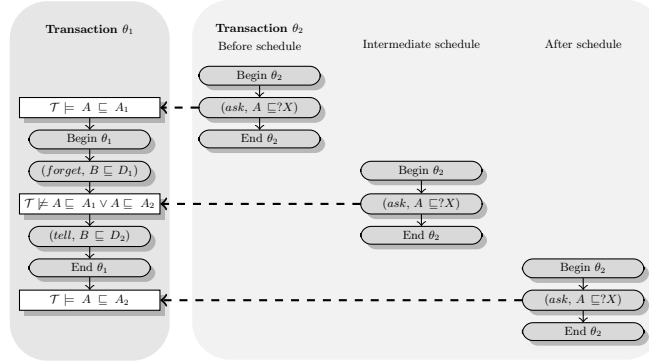 Transaction θ₁
𝒯 ⊨ A ⊑ A₁
Begin θ₁
(forget, B ⊑ D₁)
𝒯 ⊭ A ⊑ A₁ ∨ A ⊑ A₂
(tell, B ⊑ D₂)
End θ₁
𝒯 ⊨ A ⊑ A₂
Transaction θ₂
Before schedule
Begin θ₂
(ask, A ⊑?X)
End θ₂
Intermediate schedule
Begin θ₂
(ask, A ⊑?X)
End θ₂
After schedule
Begin θ₂
(ask, A ⊑?X)
End θ₂